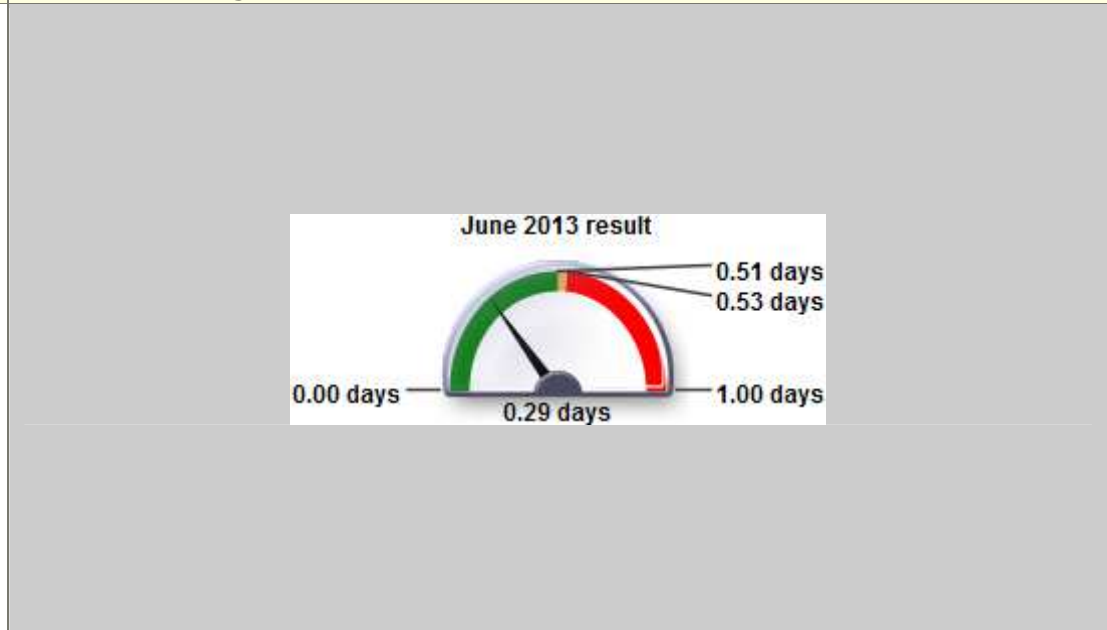 June 2013 result
0.51 days
0.53 days
0.00 days
1.00 days
0.29 days